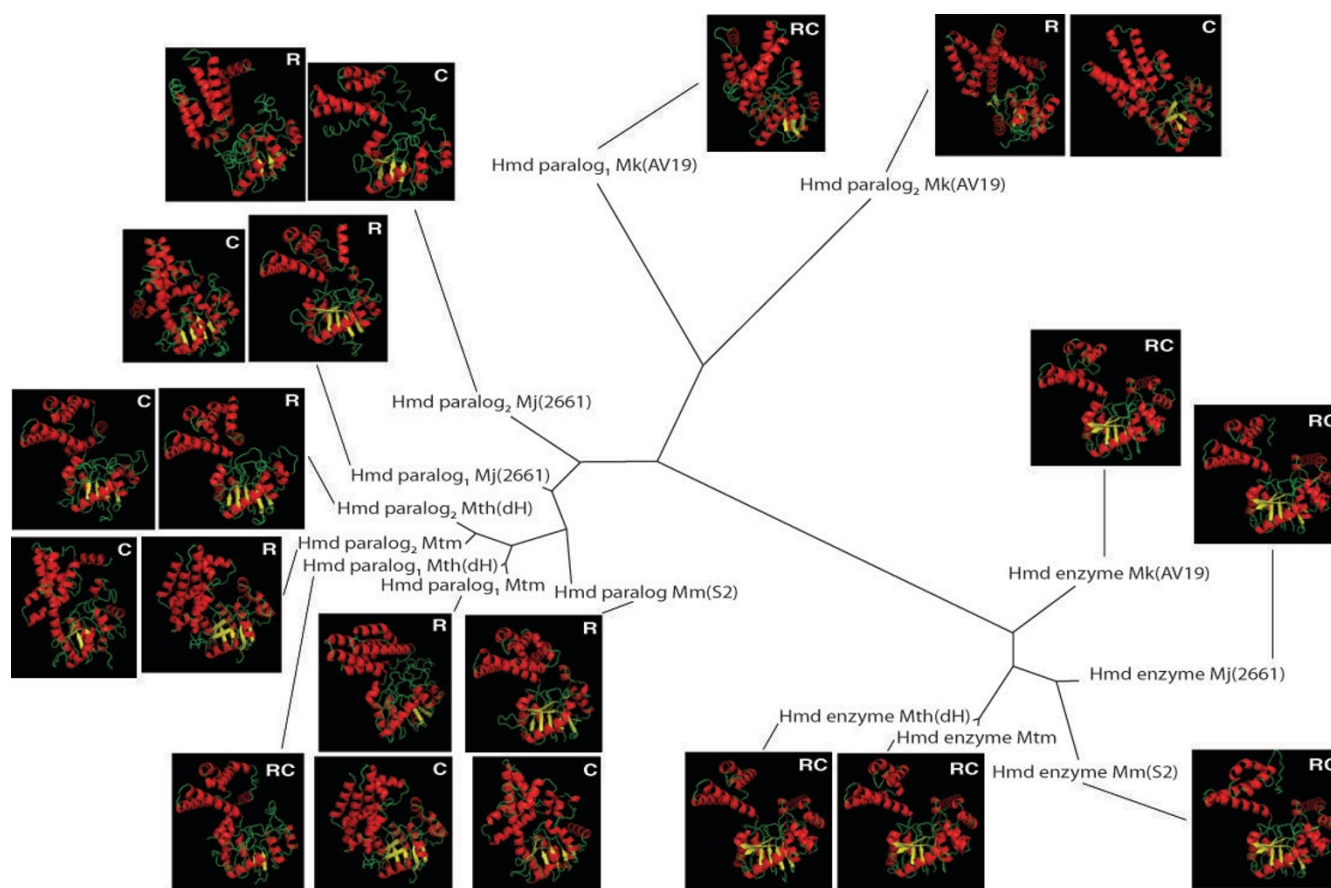 RC
R
C
R
C
Hmd paralog₁ Mk(AV19)
Hmd paralog₂ Mk(AV19)
C
R
RC
Hmd paralog₂ Mj(2661)
C
R
RC
Hmd paralog₁ Mj(2661)
Hmd paralog₂ Mth(dH)
C
R
Hmd paralog₂ Mtm
Hmd paralog₁ Mth(dH)
Hmd paralog₁ Mtm
Hmd paralog Mm(S2)
Hmd enzyme Mk(AV19)
R
R
Hmd enzyme Mj(2661)
Hmd enzyme Mth(dH)
Hmd enzyme Mtm
Hmd enzyme Mm(S2)
RC
C
C
RC
RC
RC